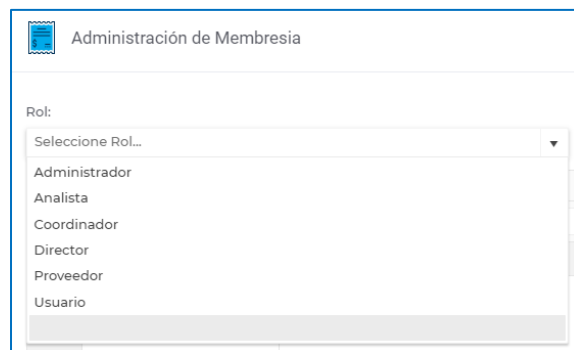 Administración de Membresia
Rol:
Seleccione Rol...
Administrador
Analista
Coordinador
Director
Proveedor
Usuario